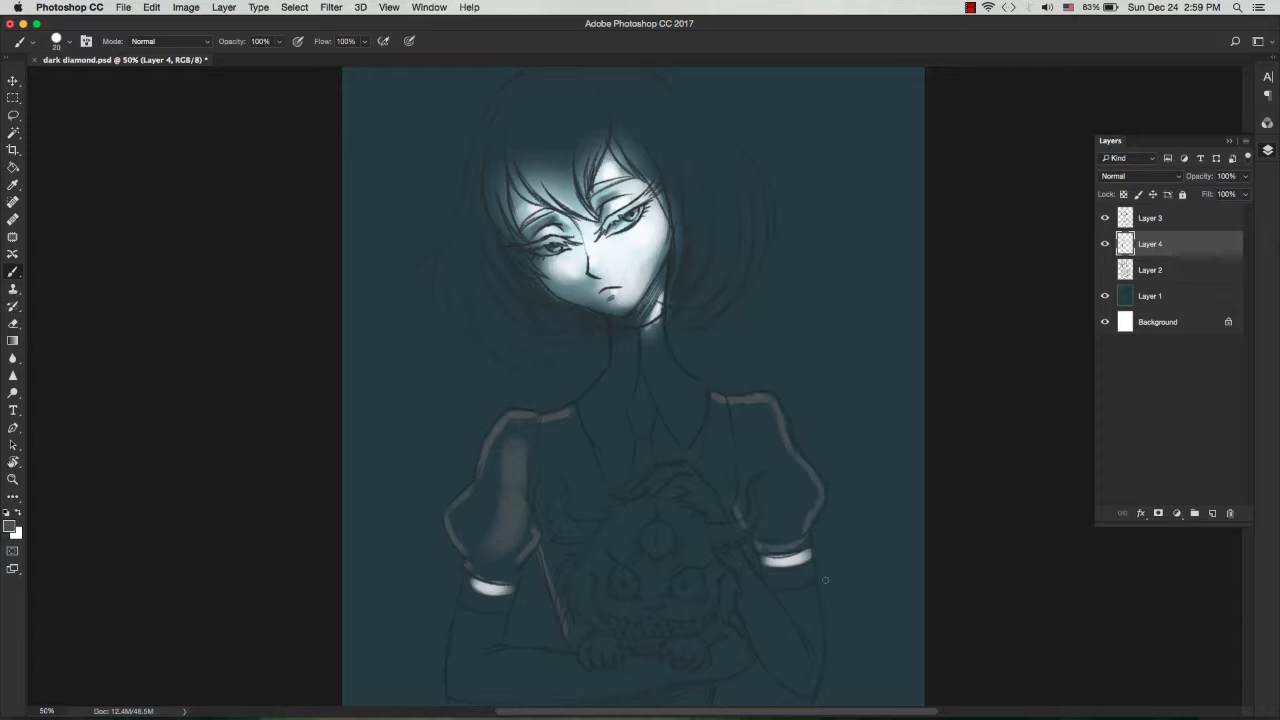 Photoshop CC File Edit Image Layer Type Select Filter 3D View Window Help 83% Sun Dec 24 2:59 PM
Adobe Photoshop CC 2017
20 Mode: Normal Opacity: 100% Flow: 100%
dark diamond.psd @ 50% (Layer 4, RGB/8) *
Layers
Kind
Normal Opacity: 100%
Lock: Fill: 100%
Layer 3
Layer 4
Layer 2
Layer 1
Background
50% Doc: 12.4M/48.5M